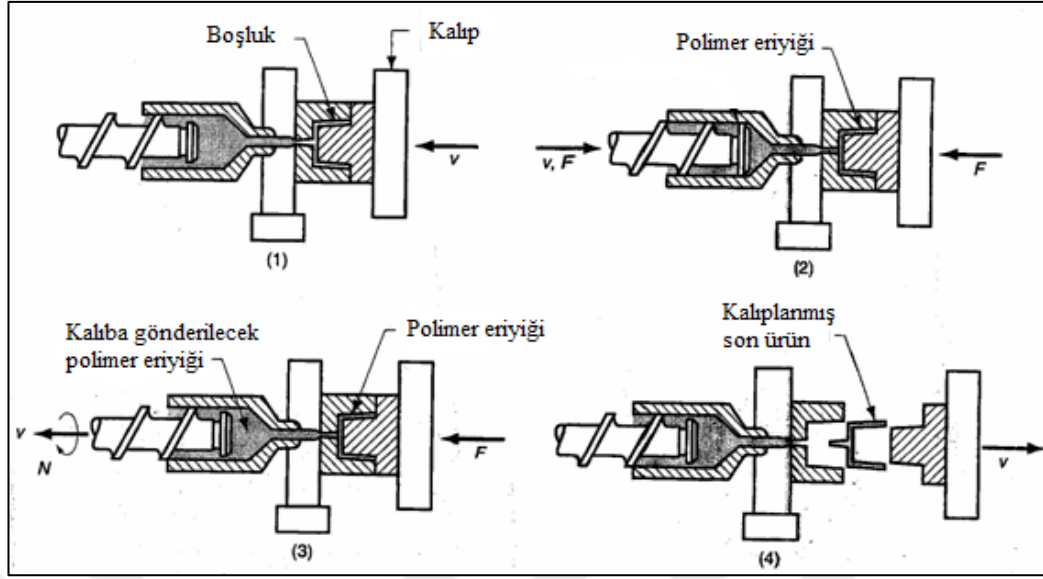 Boşluk
Kalıp
v
(1)
Polimer eriyiği
v, F
F
(2)
Kalıba gönderilecek
polimer eriyiği
Polimer eriyiği
v
N
F
(3)
Kalıplanmış
son ürün
v
(4)